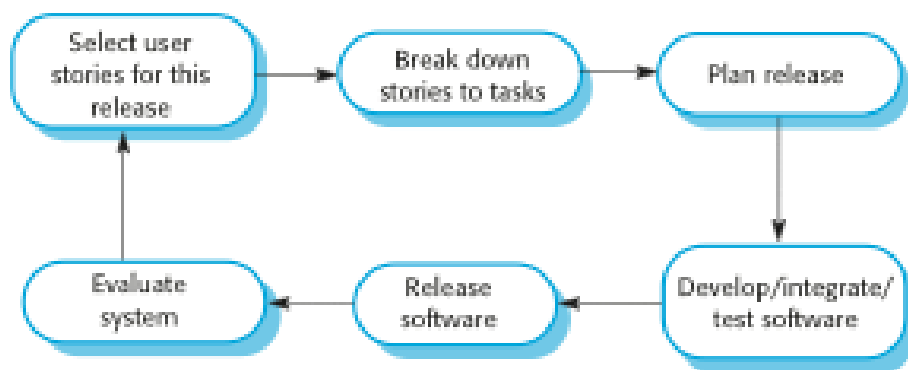 Select user
stories for this
release
Break down
stories to tasks
Plan release
Evaluate
system
Release
software
Develop/integrate/
test software